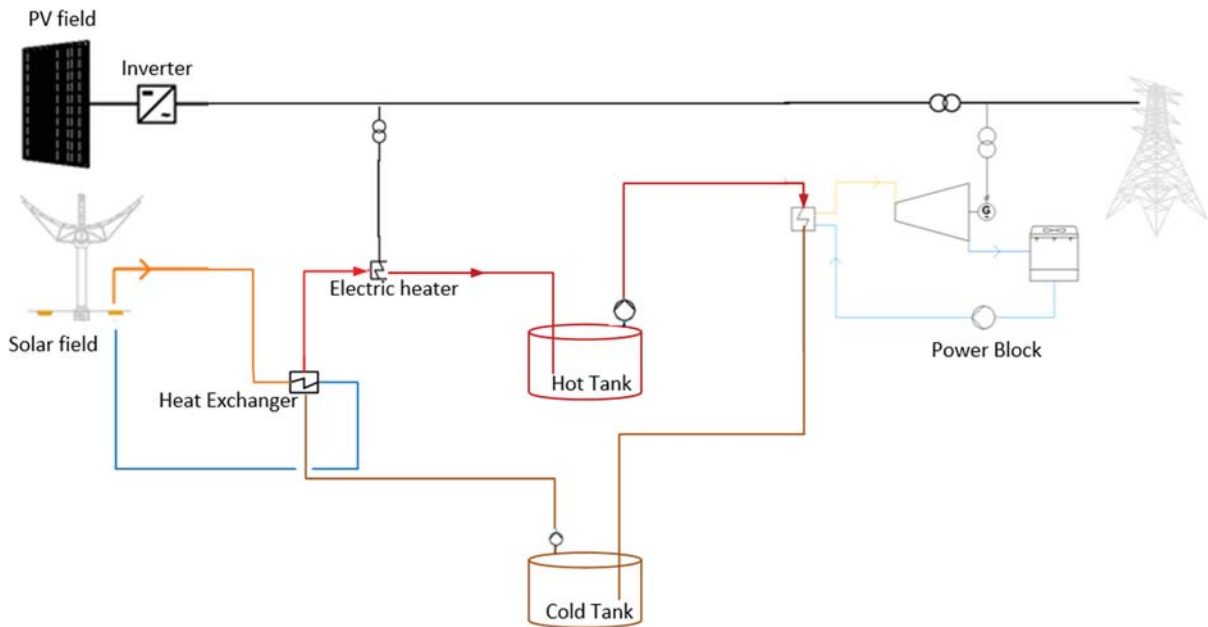 PV field
Inverter
Electric heater
Solar field
Heat Exchanger
Hot Tank
G
Power Block
Cold Tank